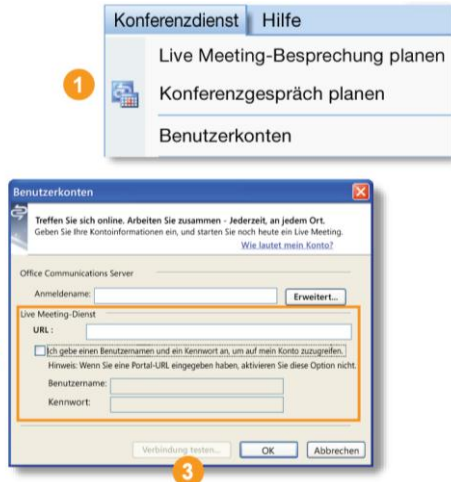 Konferenzdienst Hilfe
Live Meeting-Besprechung planen
1
Konferenzgespräch planen
Benutzerkonten
Benutzerkonten
Treffen Sie sich online. Arbeiten Sie zusammen - Jederzeit, an jedem Ort.
Geben Sie Ihre Kontoinformationen ein, und starten Sie noch heute ein Live Meeting.
Wie lautet mein Konto?
Office Communications Server
Anmeldename: Erweitert...
Live Meeting-Dienst
URL :
Ich gebe einen Benutzernamen und ein Kennwort an, um auf mein Konto zuzugreifen.
Hinweis: Wenn Sie eine Portal-URL eingegeben haben, aktivieren Sie diese Option nicht.
Benutzername:
Kennwort:
Verbindung testen... OK Abbrechen
3